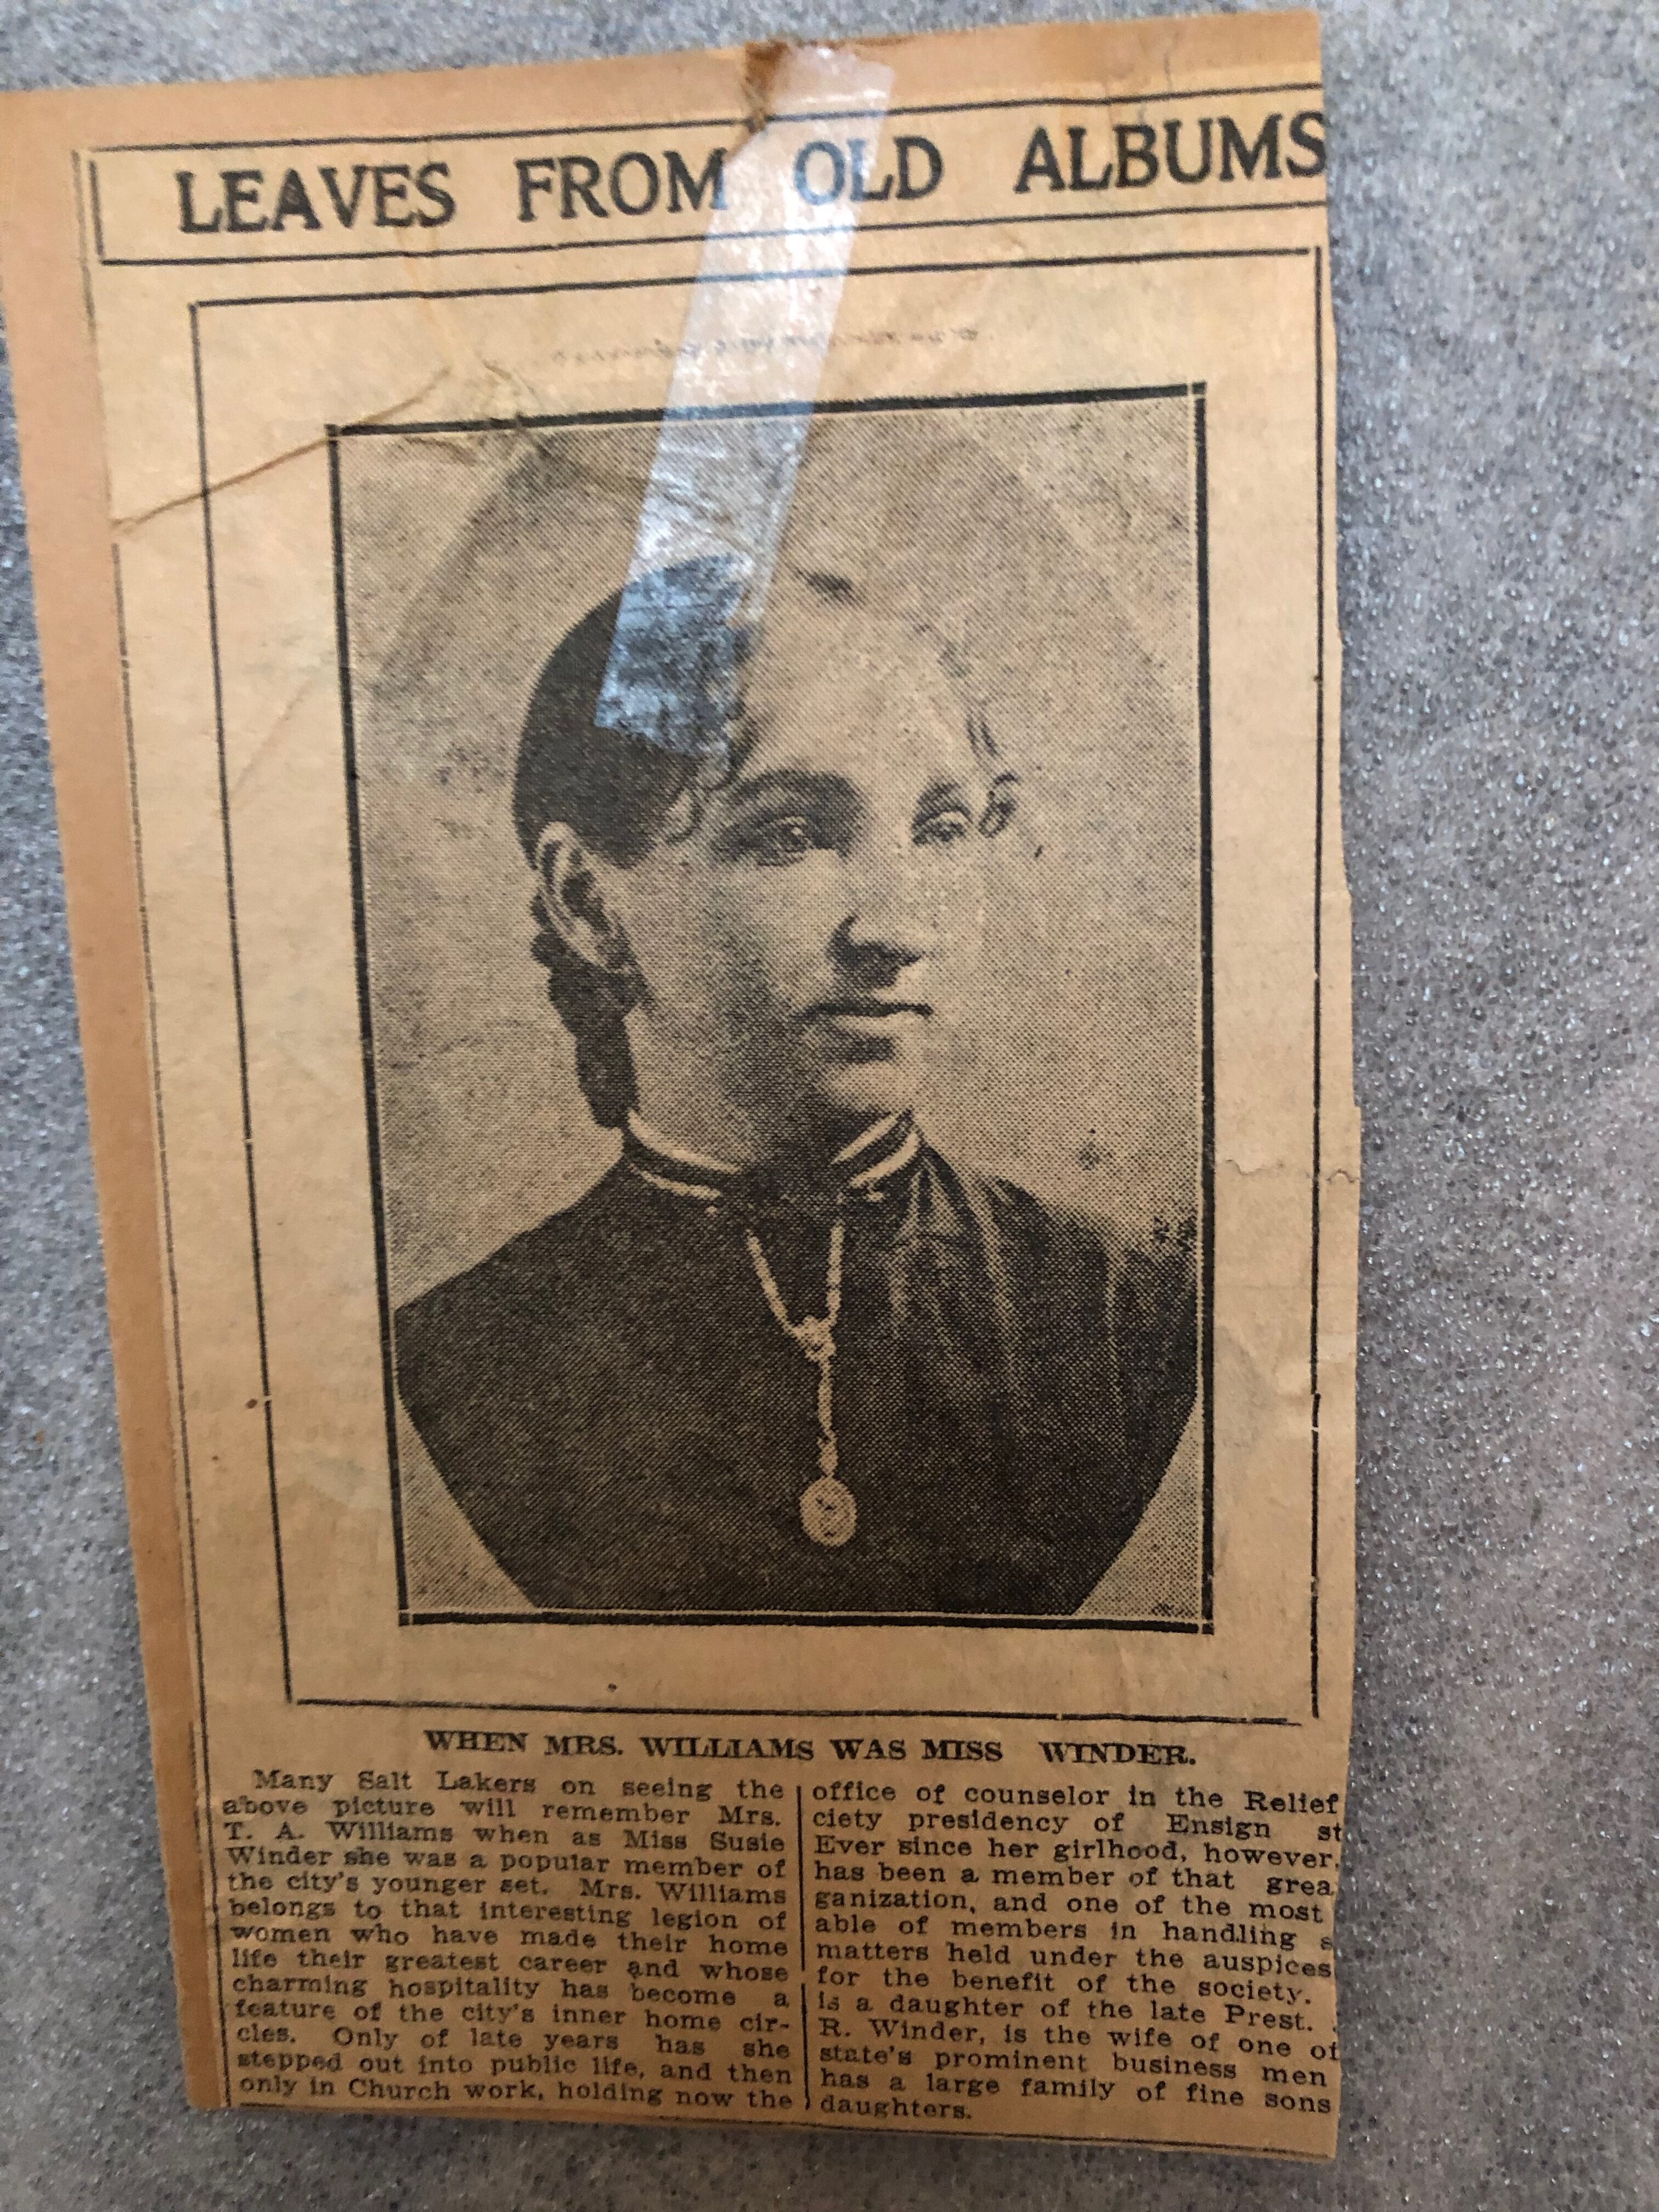 LEAVES FROM OLD ALBUMS
WHEN MRS. WILLIAMS WAS MISS WINDER.
Many Salt Lakers on seeing the
above picture will remember Mrs.
T. A. Williams when as Miss Susie
Winder she was a popular member of
the city's younger set. Mrs. Williams
belongs to that interesting legion of
women who have made their home
life their greatest career and whose
charming hospitality has become a
feature of the city's inner home cir-
cles. Only of late years has she
stepped out into public life, and then
only in Church work, holding now the
office of counselor in the Relief
ciety presidency of Ensign st
Ever since her girlhood, however,
has been a member of that grea
ganization, and one of the most
able of members in handling s
matters held under the auspices
for the benefit of the society.
is a daughter of the late Prest.
R. Winder, is the wife of one of
state's prominent business men
has a large family of fine sons
daughters.